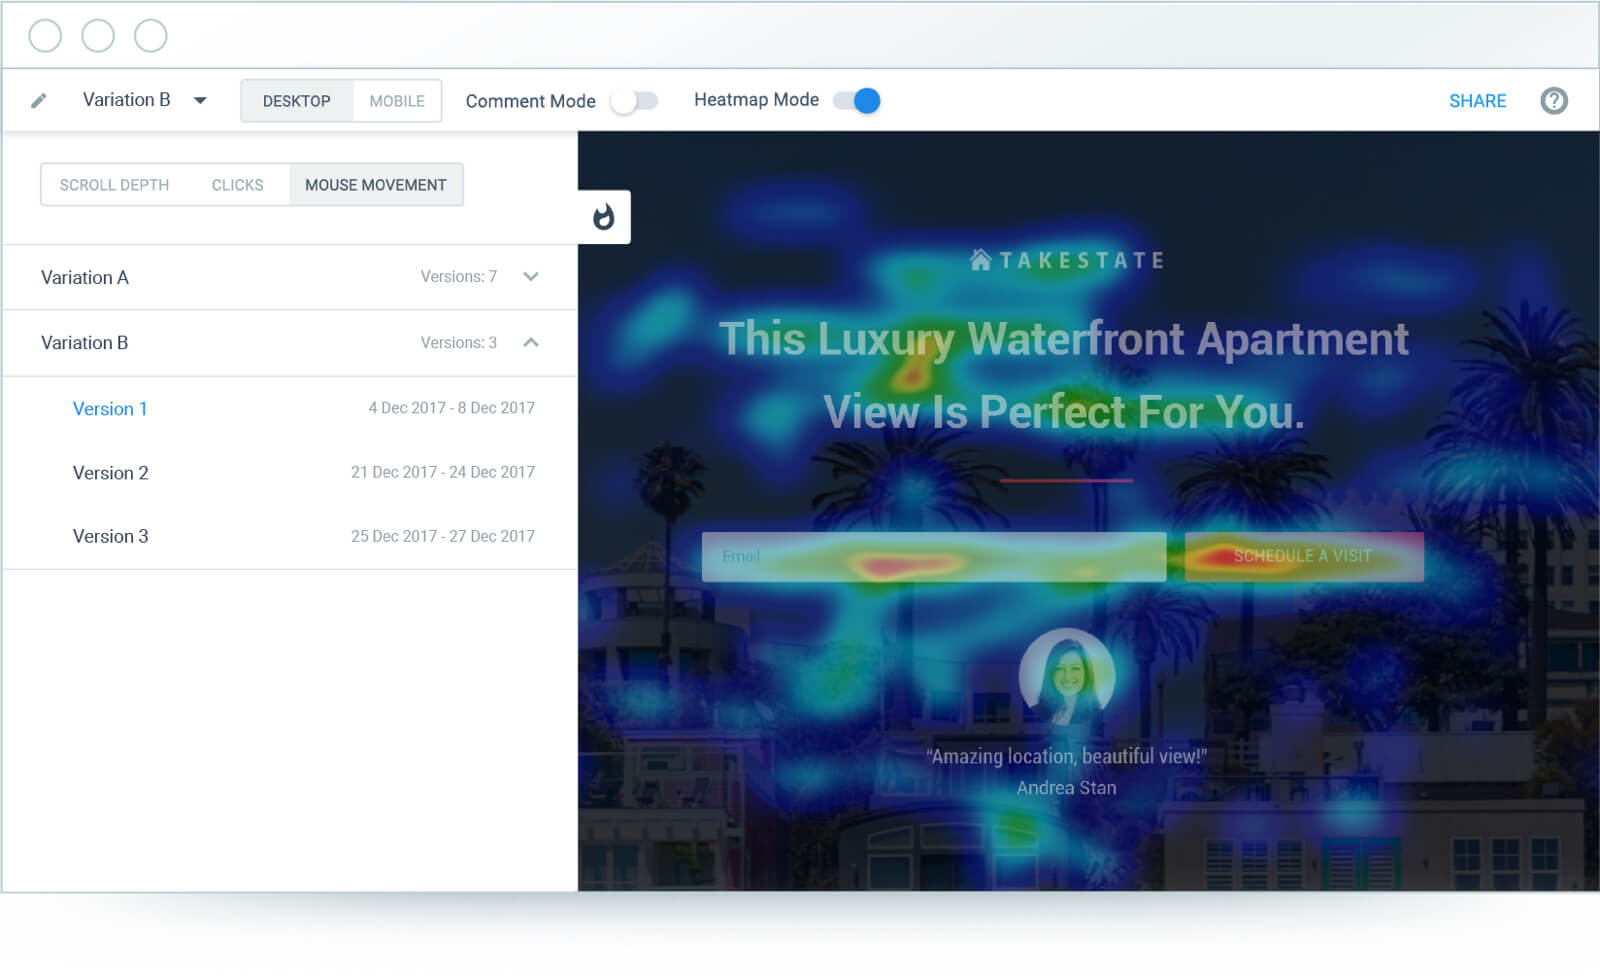 Variation B
DESKTOP
MOBILE
Comment Mode
Heatmap Mode
SHARE
?
SCROLL DEPTH
CLICKS
MOUSE MOVEMENT
Variation A
Versions: 7
Variation B
Versions: 3
Version 1
4 Dec 2017 - 8 Dec 2017
Version 2
21 Dec 2017 - 24 Dec 2017
Version 3
25 Dec 2017 - 27 Dec 2017
TAKESTATE
This Luxury Waterfront Apartment
View Is Perfect For You.
Email
SCHEDULE A VISIT
“Amazing location, beautiful view!”
Andrea Stan